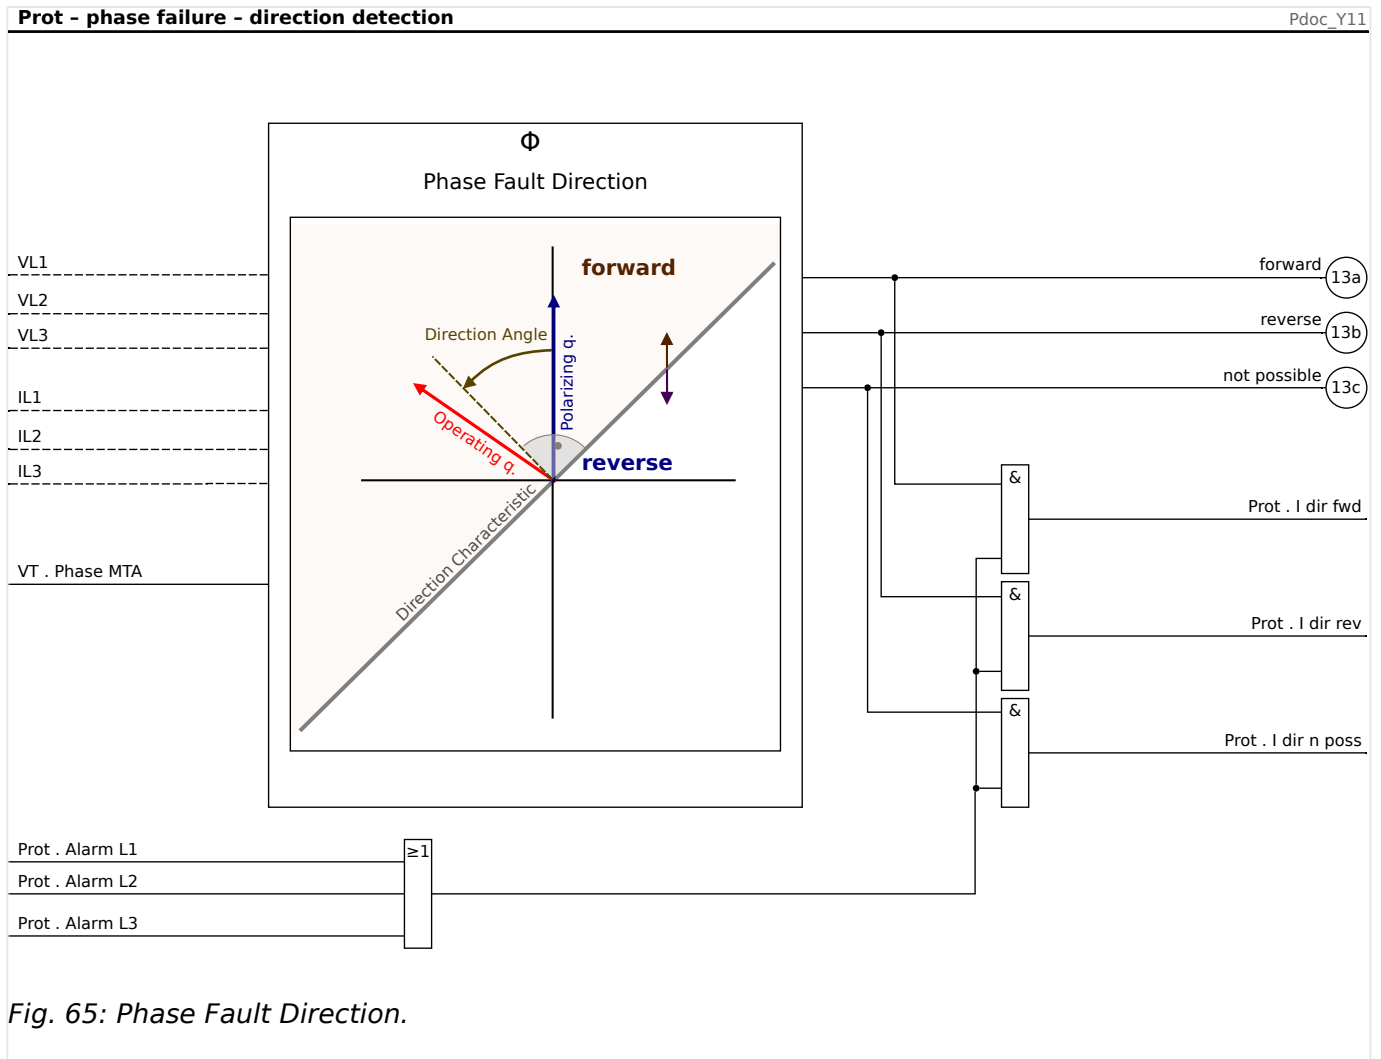 Prot – phase failure – direction detection
Pdoc_Y11
Φ
Phase Fault Direction
VL1
VL2
VL3
IL1
IL2
IL3
VT . Phase MTA
forward
Direction Angle
Polarizing q.
Operating q.
reverse
Direction Characteristic
forward
13a
reverse
13b
not possible
13c
&
Prot . I dir fwd
&
Prot . I dir rev
&
Prot . I dir n poss
Prot . Alarm L1
≥1
Prot . Alarm L2
Prot . Alarm L3
Fig. 65: Phase Fault Direction.